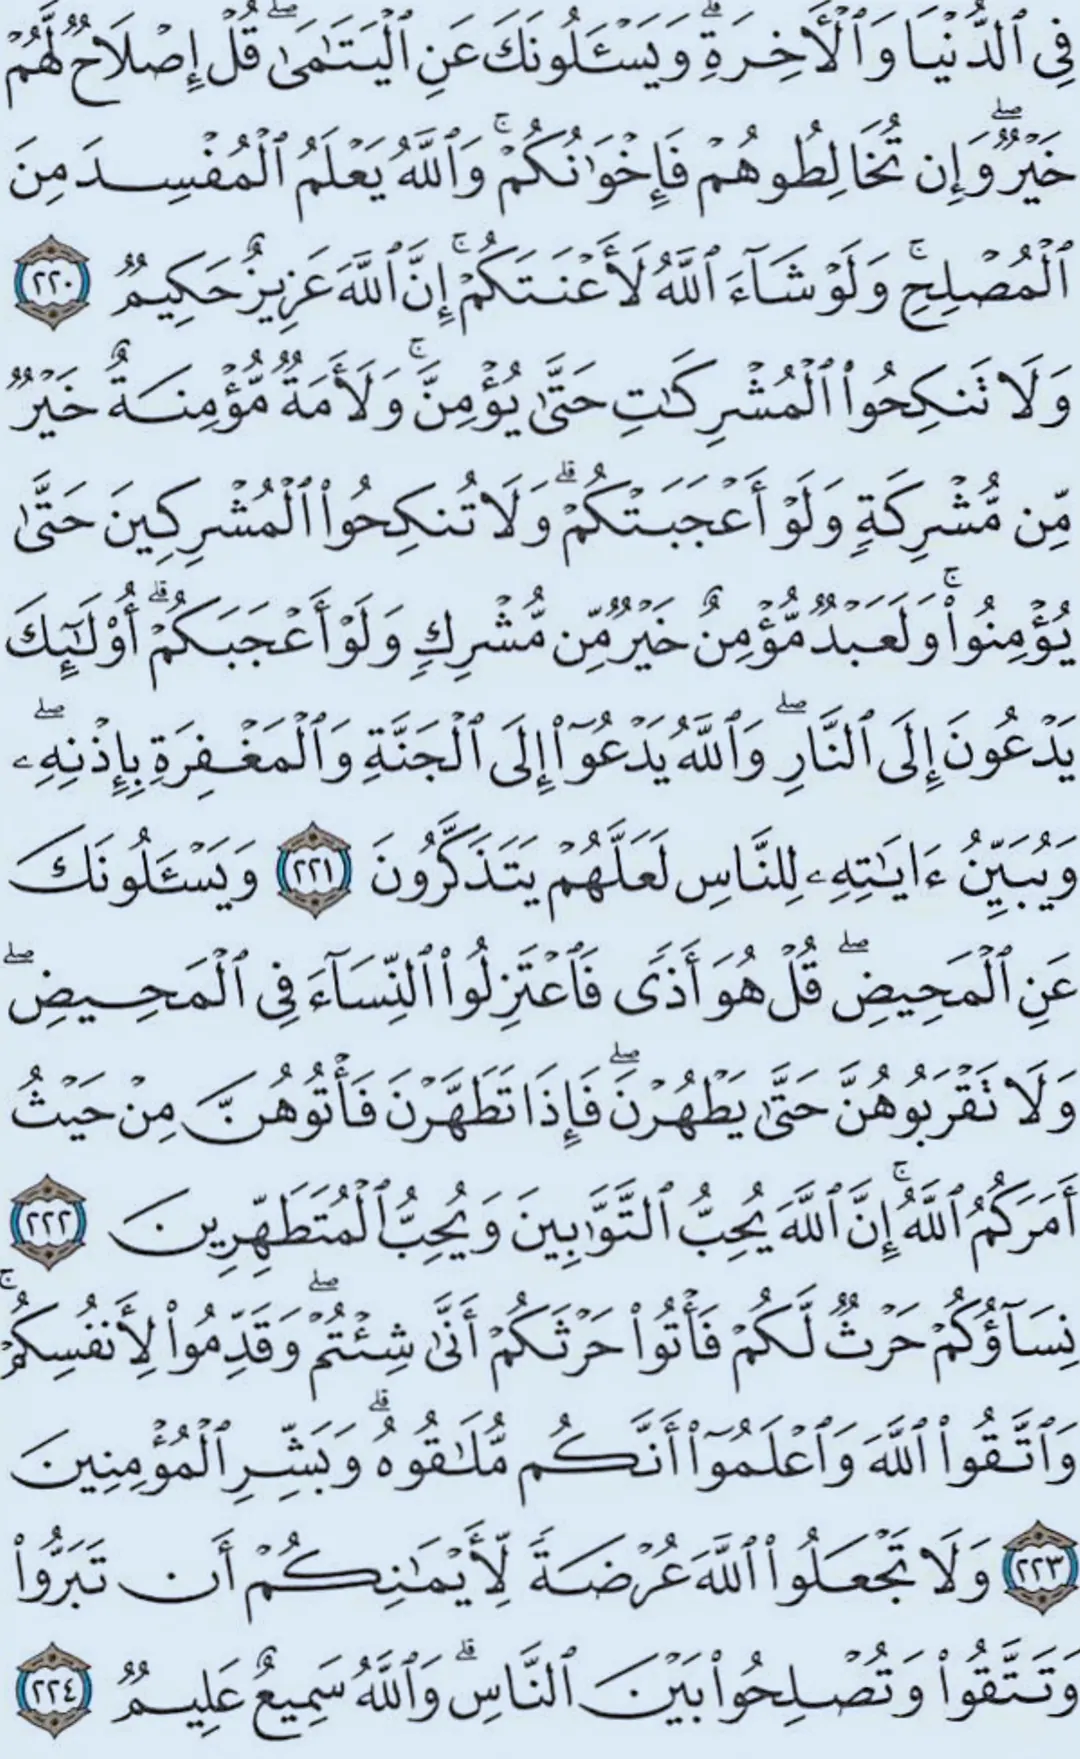 فِي ٱلدُّنۡيَا وَٱلۡأٓخِرَةِۗ وَيَسۡـَٔلُونَكَ عَنِ ٱلۡيَتَٰمَىٰۖ قُلۡ إِصۡلَاحٞ لَّهُمۡ
خَيۡرٞۖ وَإِن تُخَالِطُوهُمۡ فَإِخۡوَٰنُكُمۡۚ وَٱللَّهُ يَعۡلَمُ ٱلۡمُفۡسِدَ مِنَ
ٱلۡمُصۡلِحِۚ وَلَوۡ شَآءَ ٱللَّهُ لَأَعۡنَتَكُمۡۚ إِنَّ ٱللَّهَ عَزِيزٌ حَكِيمٞ ٢٢٠
وَلَا تَنكِحُواْ ٱلۡمُشۡرِكَٰتِ حَتَّىٰ يُؤۡمِنَّۚ وَلَأَمَةٞ مُّؤۡمِنَةٌ خَيۡرٞ
مِّن مُّشۡرِكَةٖ وَلَوۡ أَعۡجَبَتۡكُمۡۗ وَلَا تُنكِحُواْ ٱلۡمُشۡرِكِينَ حَتَّىٰ
يُؤۡمِنُواْۚ وَلَعَبۡدٞ مُّؤۡمِنٌ خَيۡرٞ مِّن مُّشۡرِكٖ وَلَوۡ أَعۡجَبَكُمۡۗ أُوْلَٰٓئِكَ
يَدۡعُونَ إِلَى ٱلنَّارِۖ وَٱللَّهُ يَدۡعُوٓاْ إِلَى ٱلۡجَنَّةِ وَٱلۡمَغۡفِرَةِ بِإِذۡنِهِۦۖ
وَيُبَيِّنُ ءَايَٰتِهِۦ لِلنَّاسِ لَعَلَّهُمۡ يَتَذَكَّرُونَ ٢٢١ وَيَسۡـَٔلُونَكَ
عَنِ ٱلۡمَحِيضِۖ قُلۡ هُوَ أَذٗى فَٱعۡتَزِلُواْ ٱلنِّسَآءَ فِي ٱلۡمَحِيضِۖ
وَلَا تَقۡرَبُوهُنَّ حَتَّىٰ يَطۡهُرۡنَۖ فَإِذَا تَطَهَّرۡنَ فَأۡتُوهُنَّ مِنۡ حَيۡثُ
أَمَرَكُمُ ٱللَّهُۚ إِنَّ ٱللَّهَ يُحِبُّ ٱلتَّوَّٰبِينَ وَيُحِبُّ ٱلۡمُتَطَهِّرِينَ ٢٢٢
نِسَآؤُكُمۡ حَرۡثٞ لَّكُمۡ فَأۡتُواْ حَرۡثَكُمۡ أَنَّىٰ شِئۡتُمۡۖ وَقَدِّمُواْ لِأَنفُسِكُمۡۚ
وَٱتَّقُواْ ٱللَّهَ وَٱعۡلَمُوٓاْ أَنَّكُم مُّلَٰقُوهُۗ وَبَشِّرِ ٱلۡمُؤۡمِنِينَ
٢٢٣ وَلَا تَجۡعَلُواْ ٱللَّهَ عُرۡضَةٗ لِّأَيۡمَٰنِكُمۡ أَن تَبَرُّواْ
وَتَتَّقُواْ وَتُصۡلِحُواْ بَيۡنَ ٱلنَّاسِۚ وَٱللَّهُ سَمِيعٌ عَلِيمٞ ٢٢٤